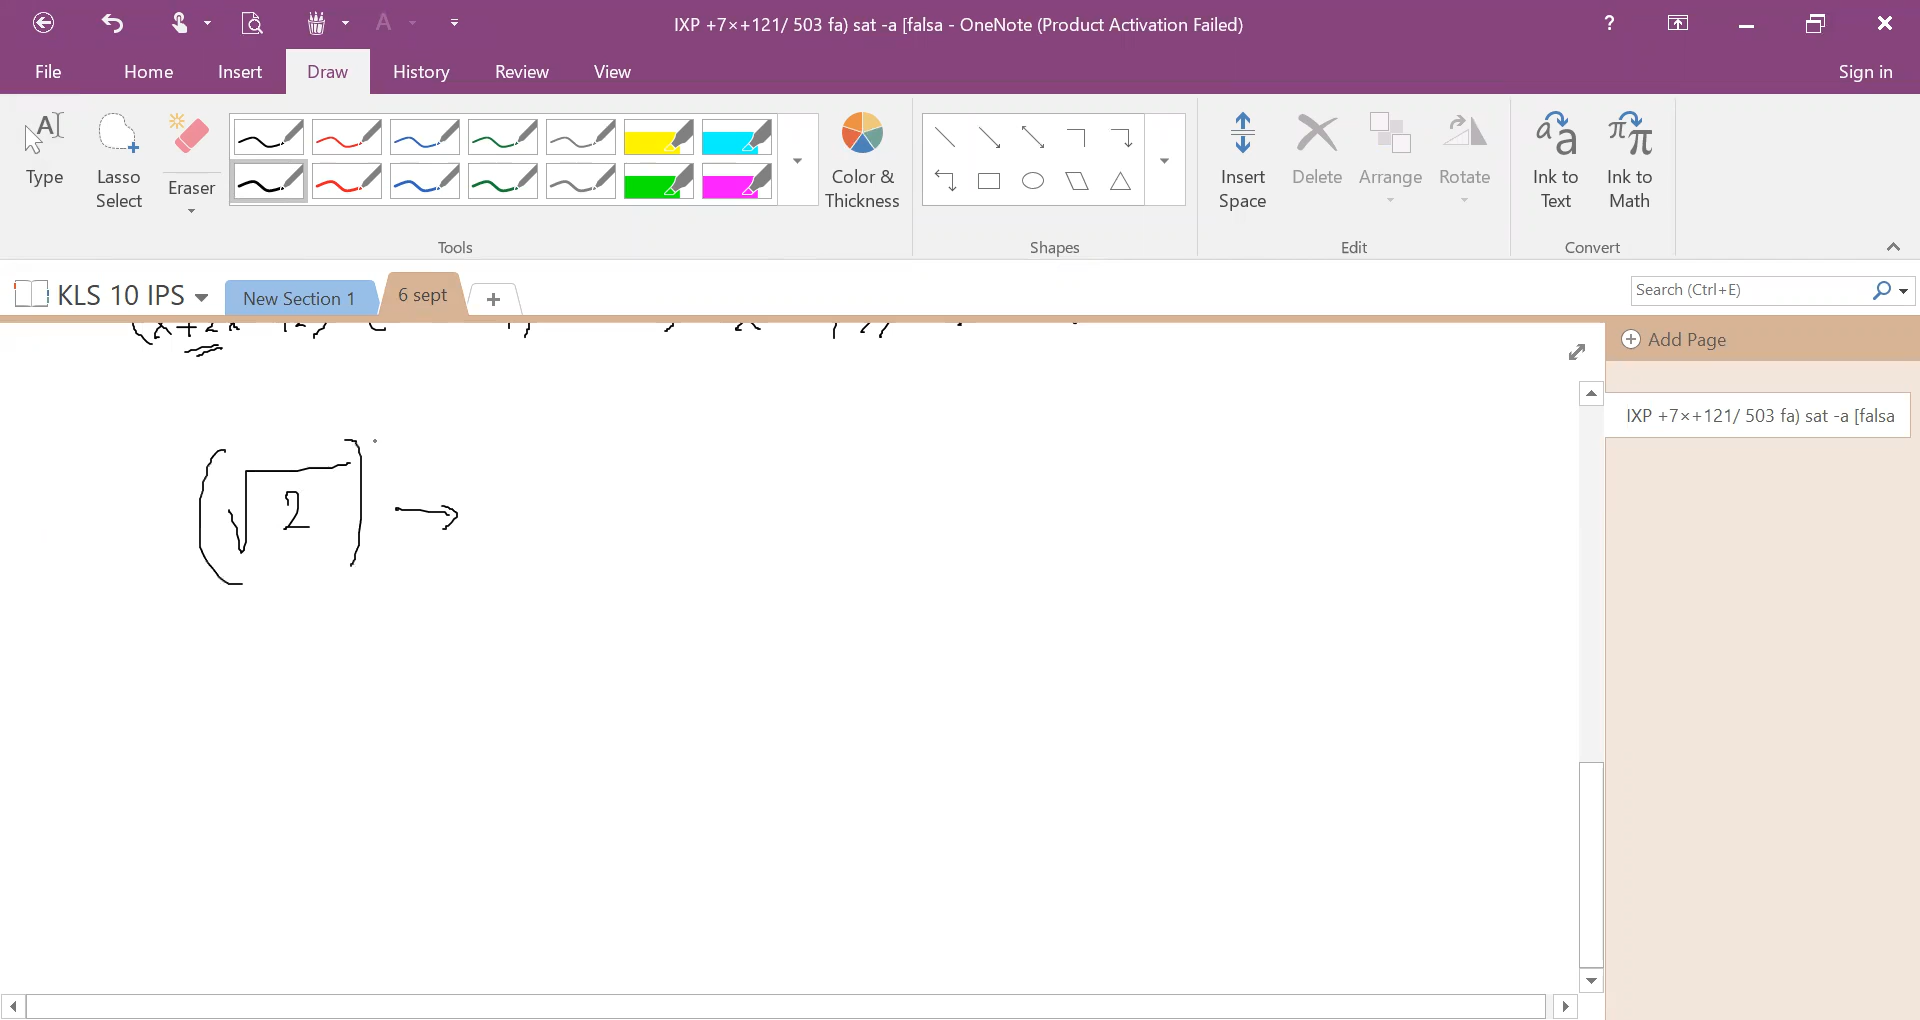 IXP +7×+121/ 503 fa) sat -a [falsa - OneNote (Product Activation Failed)
?
File Home Insert Draw History Review View Sign in
Type
Lasso Select
Eraser
Color & Thickness
Insert Space
Delete
Arrange
Rotate
Ink to Text
Ink to Math
Tools Shapes Edit Convert
KLS 10 IPS New Section 1 6 sept + Search (Ctrl+E)
Add Page
IXP +7×+121/ 503 fa) sat -a [falsa
(√2) →